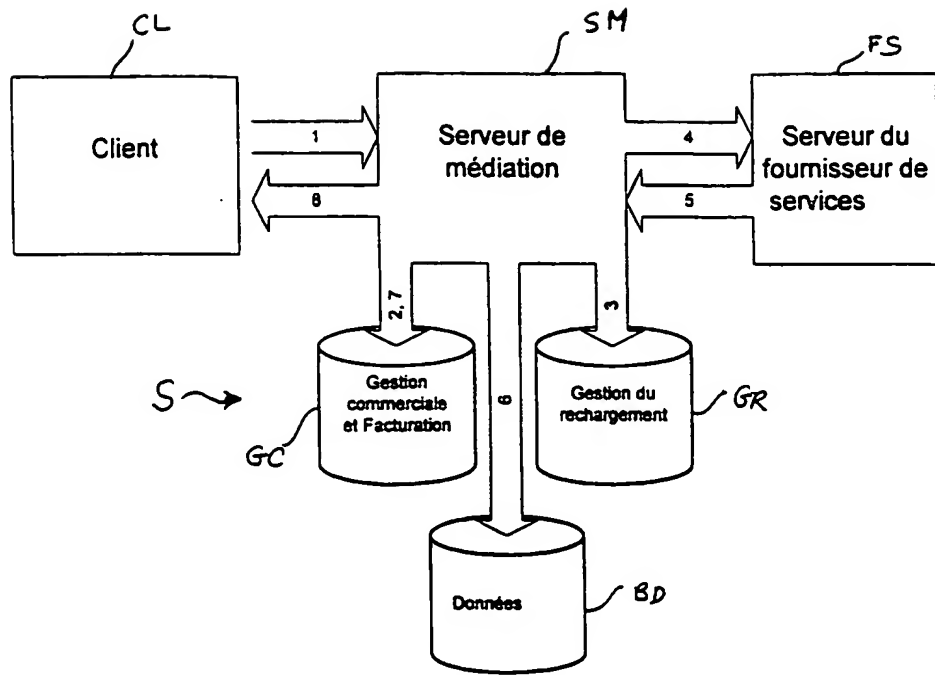 CL
SM
FS
Client
1
8
Serveur de
médiation
4
5
Serveur du
fournisseur de
services
2, 7
6
3
S
Gestion
commerciale
et Facturation
GC
Gestion du
rechargement
GR
Données
BD